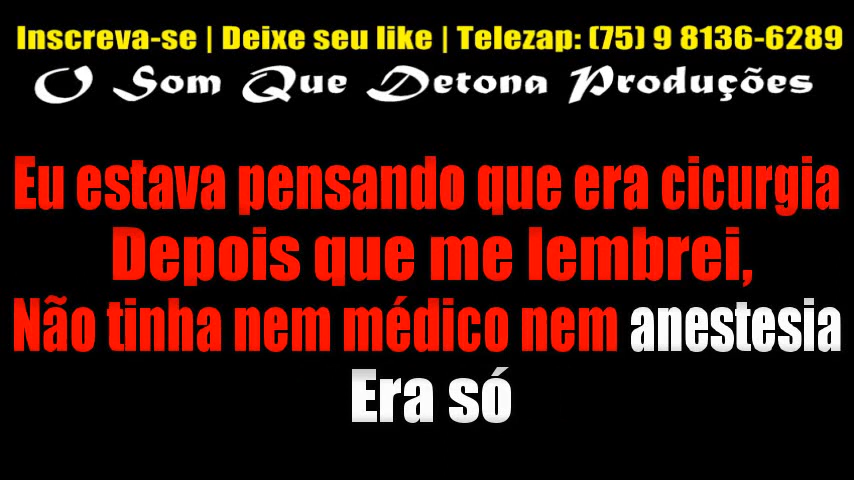 Inscreva-se | Deixe seu like | Telezap: (75) 9 8136-6289
O Som Que Detona Produções
Eu estava pensando que era cicurgia
Depois que me lembrei,
Não tinha nem médico nem anestesia
Era só